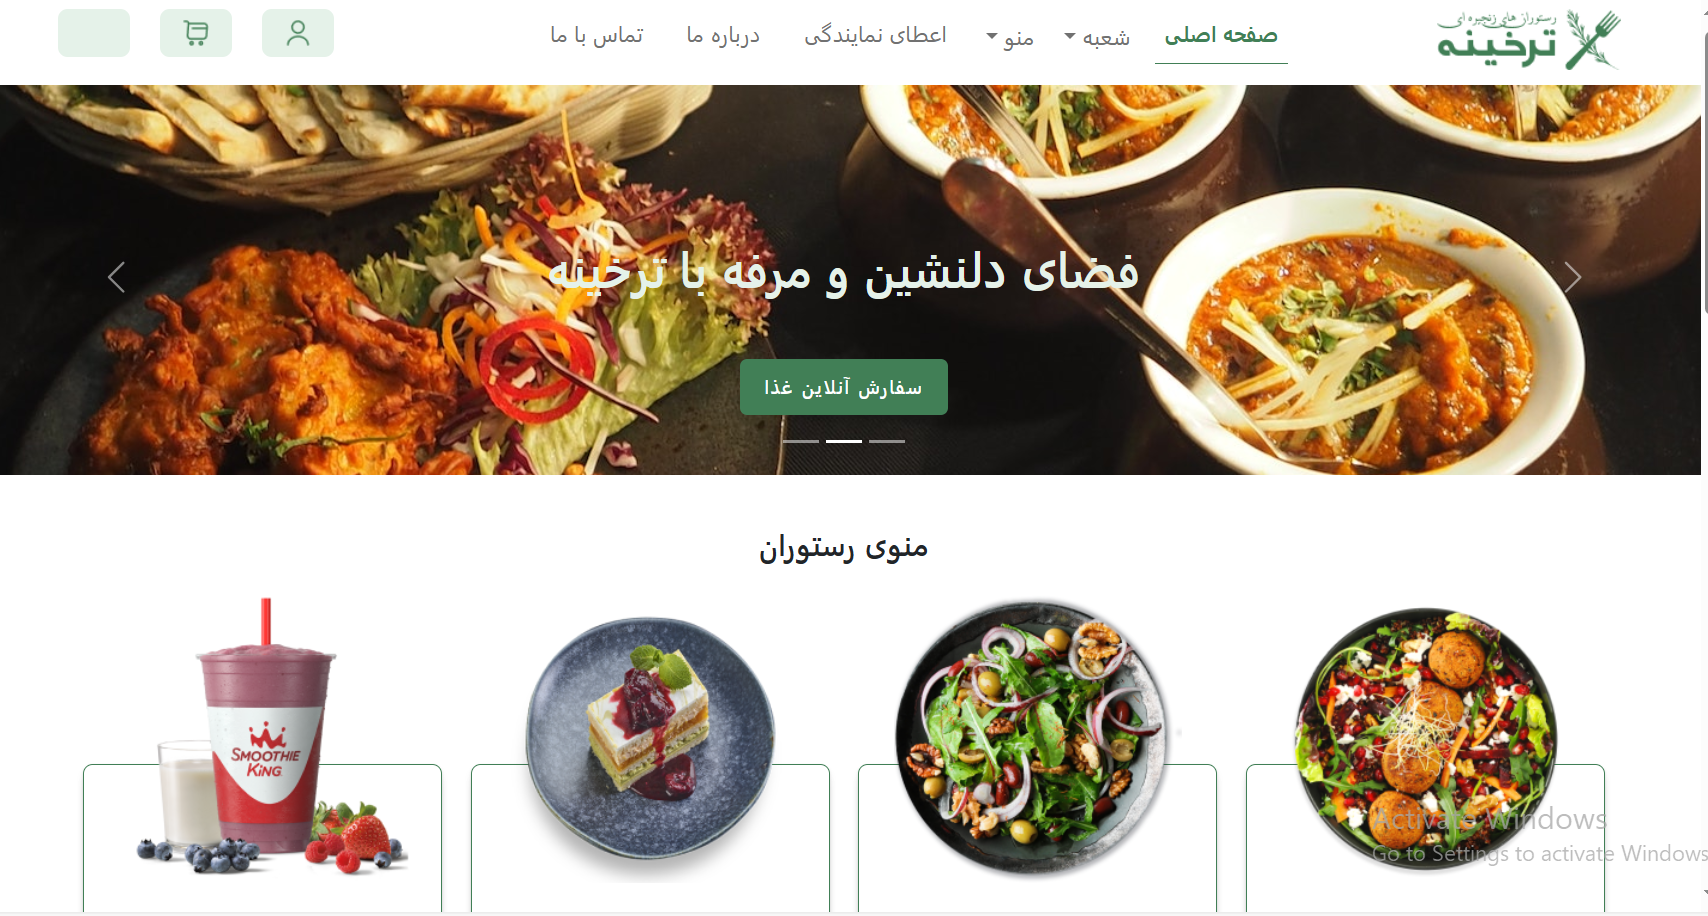 رستوران های زنجیره ای
ترخینه
صفحه اصلی
شعبه
منو
اعطای نمایندگی
درباره ما
تماس با ما
فضای دلنشین و مرفه با ترخینه
سفارش آنلاین غذا
منوی رستوران
SMOOTHIE
KING
Activate Windows
Go to Settings to activate Windows